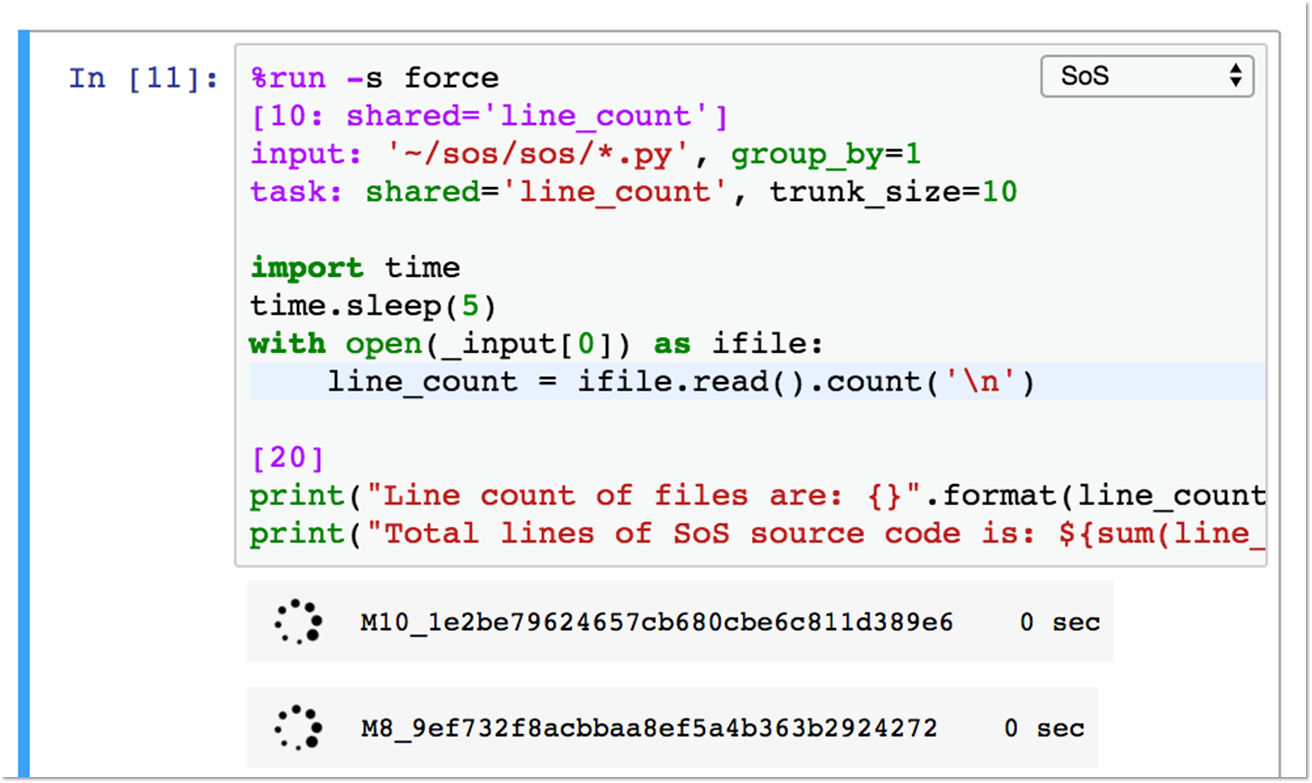 In [11]:
%run -s force
SoS
[10: shared='line_count']
input: '~/sos/sos/*.py', group_by=1
task: shared='line_count', trunk_size=10
import time
time.sleep(5)
with open(_input[0]) as ifile:
    line_count = ifile.read().count('\n')
[20]
print("Line count of files are: {}".format(line_count
print("Total lines of SoS source code is: ${sum(line_
M10_1e2be79624657cb680cbe6c811d389e6 0 sec
M8_9ef732f8acbbaa8ef5a4b363b2924272 0 sec